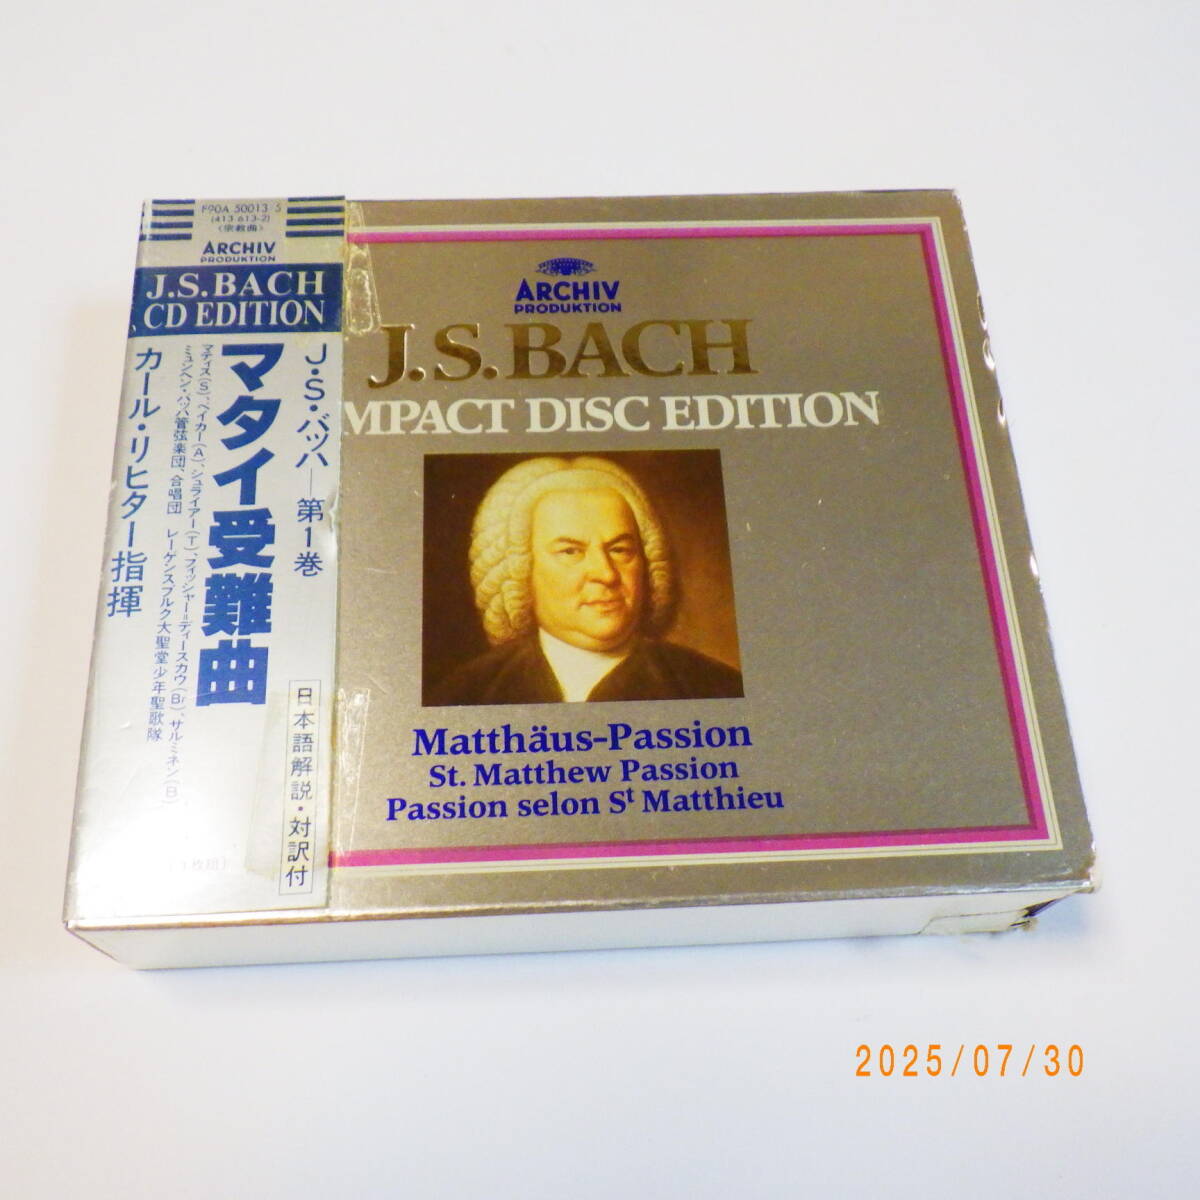 F90A 50013/5
(413 613-2)
〈宗教曲〉
ARCHIV
PRODUKTION
J.S.BACH
CD EDITION
J・S・バッハ―第1巻
マタイ受難曲
マティス(S)、ベイカー(A)、シュライアー(T)、フィッシャー=ディースカウ(Br)、サルミネン(B)
ミュンヘン・バッハ管弦楽団、合唱団 レーゲンスブルク大聖堂少年聖歌隊
カール・リヒター指揮
日本語解説・対訳付
枚組
ARCHIV
PRODUKTION
J.S.BACH
MPACT DISC EDITION
Matthäus-Passion
St. Matthew Passion
Passion selon St Matthieu
2025/07/30